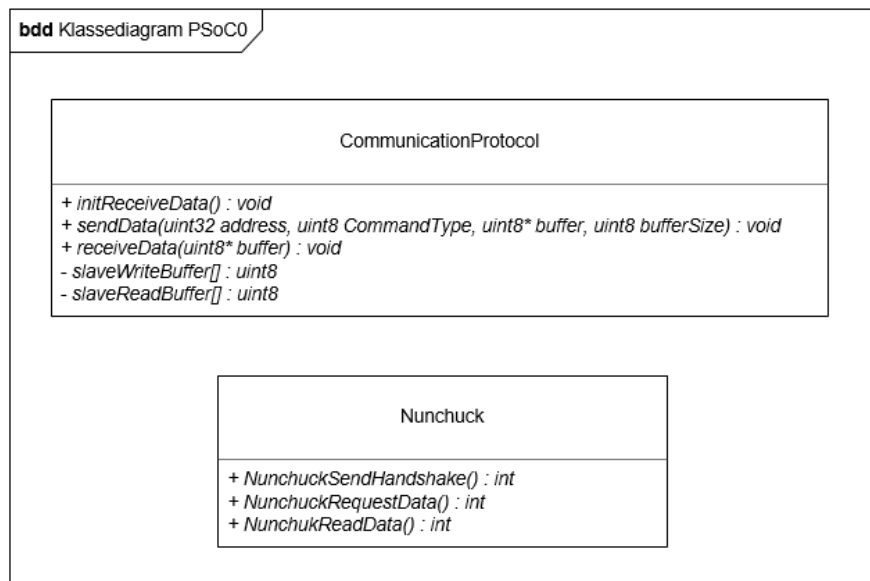 bdd Klassediagram PSoC0
CommunicationProtocol
+ initReceiveData() : void
+ sendData(uint32 address, uint8 CommandType, uint8* buffer, uint8 bufferSize) : void
+ receiveData(uint8* buffer) : void
- slaveWriteBuffer[] : uint8
- slaveReadBuffer[] : uint8
Nunchuck
+ NunchuckSendHandshake() : int
+ NunchuckRequestData() : int
+ NunchukReadData() : int